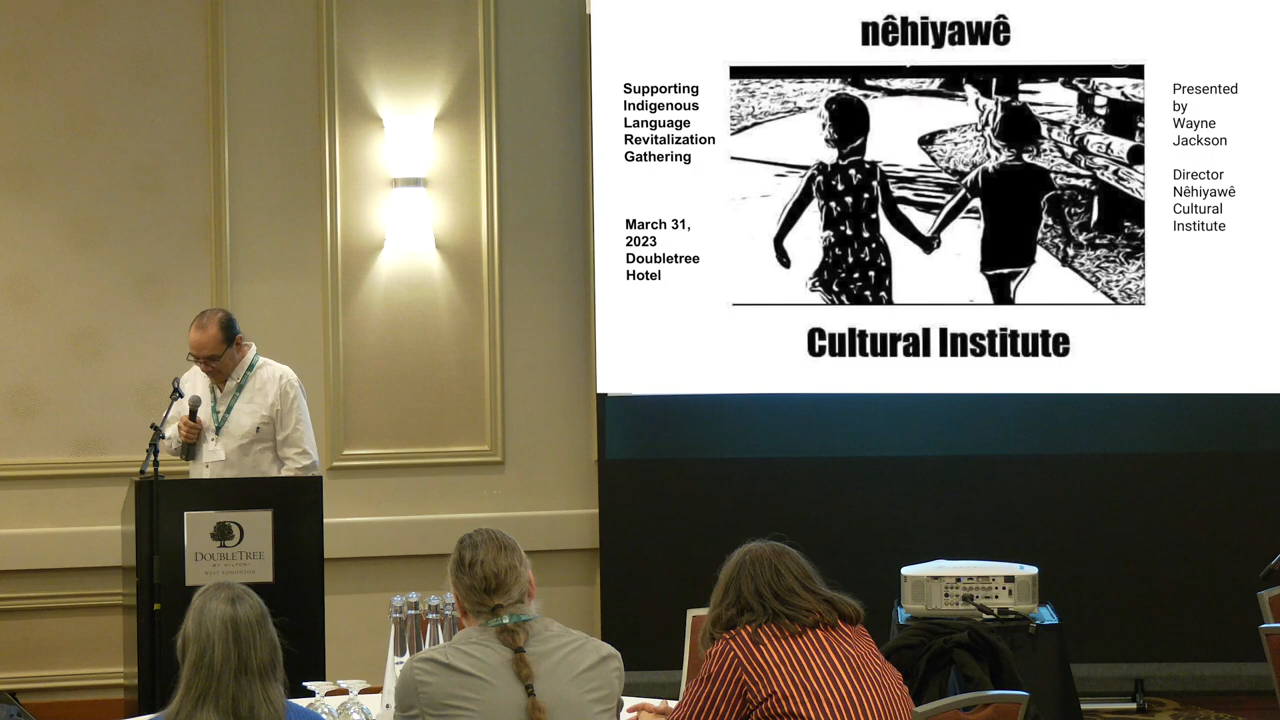 nêhiyawê
Supporting
Indigenous
Language
Revitalization
Gathering
March 31,
2023
Doubletree
Hotel
Presented
by
Wayne
Jackson
Director
Nêhiyawê
Cultural
Institute
Cultural Institute
D
DOUBLETREE
BY HILTON
WEST EDMONTON